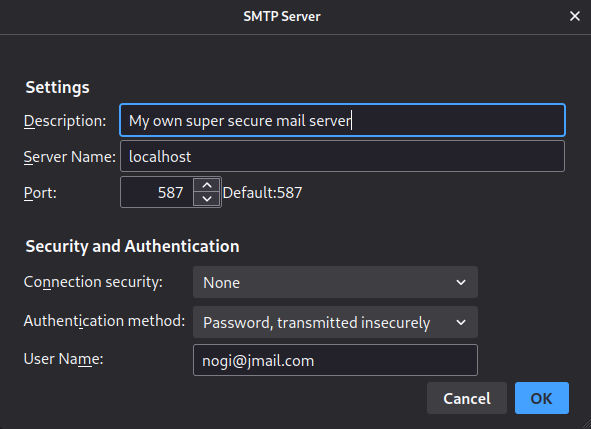 SMTP Server
Settings
Description: My own super secure mail server
Server Name: localhost
Port: 587 Default:587
Security and Authentication
Connection security: None
Authentication method: Password, transmitted insecurely
User Name: nogi@jmail.com
Cancel OK